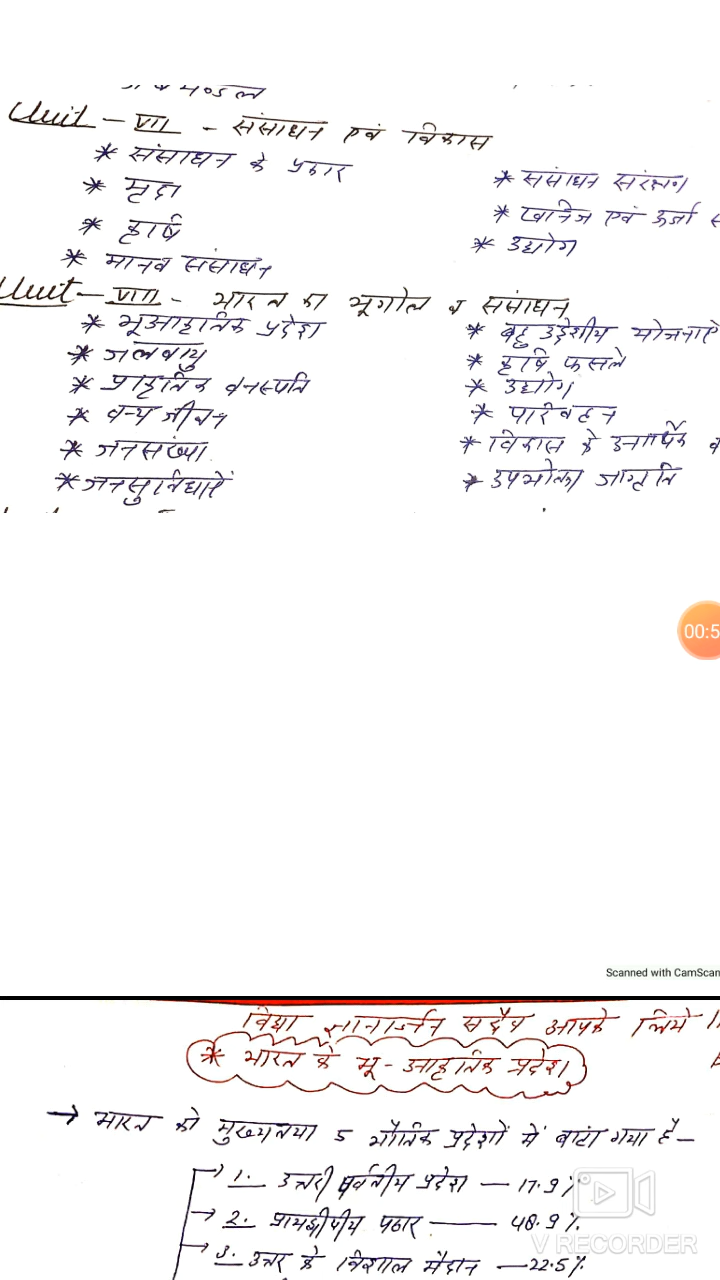 Unit - VII - संसाधन एवं विकास
* संसाधन के प्रकार
* मृदा
* कृषि
* मानव संसाधन
* संसाधन संरक्षण
* खनिज एवं ऊर्जा
* उद्योग
Unit - VIII - भारत का भूगोल व संसाधन
* भूआकृतिक प्रदेश
* जलवायु
* प्राकृतिक वनस्पति
* वन्य जीवन
* जनसंख्या
* जनसुविधाऐं
* बहु उद्देशीय योजनाऐं
* कृषि फसलें
* उद्योग
* परिवहन
* विकास के आर्थिक
* उपभोक्ता जागृति
00:5
Scanned with CamScan
विद्या ज्ञानार्जन सदैव आपके लिये
* भारत के भू-आकृतिक प्रदेश
→ भारत को मुख्यतया 5 भौतिक प्रदेशों में बांटा गया है -
→ 1. उत्तरी पर्वतीय प्रदेश — 17.9%
→ 2. प्रायद्वीपीय पठार — 48.9%
→ 3. उत्तर के विशाल मैदान — 22.5%
V RECORDER